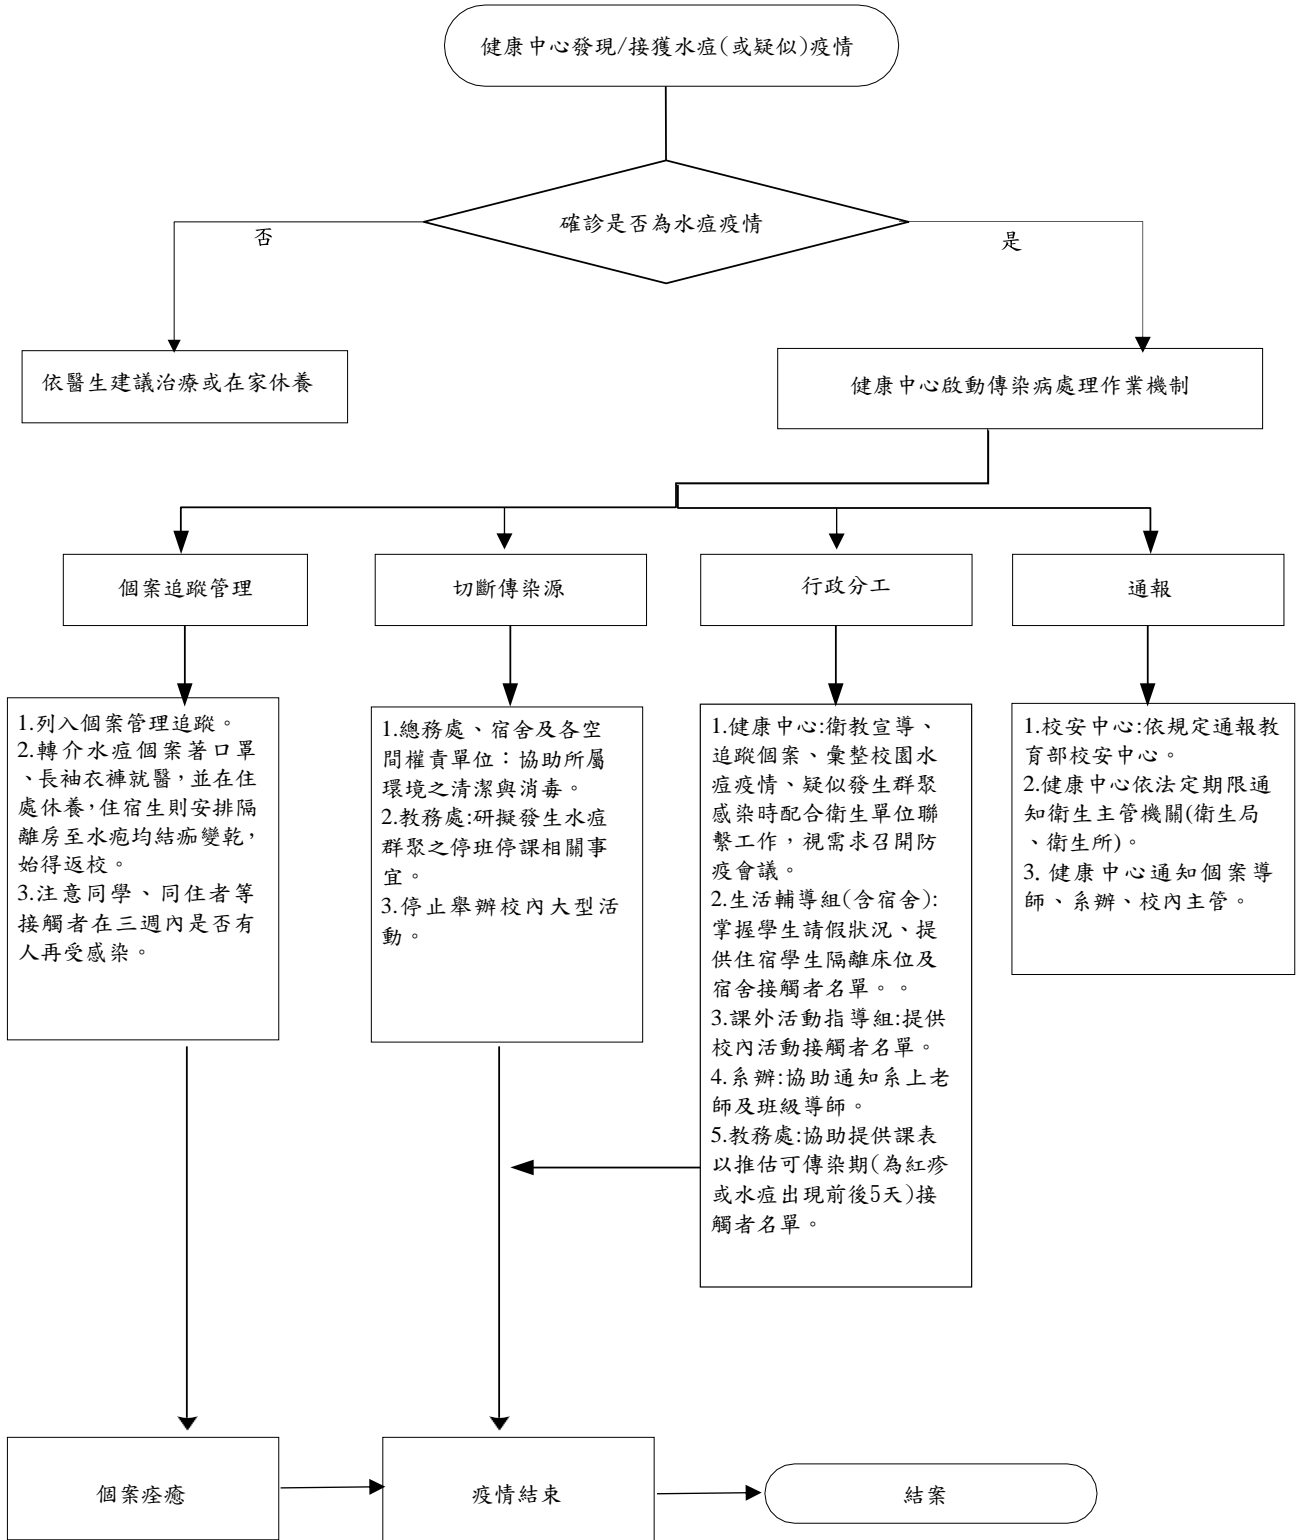 健康中心發現/接獲水痘(或疑似)疫情
確診是否為水痘疫情
否
是
依醫生建議治療或在家休養
健康中心啟動傳染病處理作業機制
個案追蹤管理
切斷傳染源
行政分工
通報
1.列入個案管理追蹤。
2.轉介水痘個案著口罩
、長袖衣褲就醫,並在住
處休養,住宿生則安排隔
離房至水疱均結痂變乾,
始得返校。
3.注意同學、同住者等
接觸者在三週內是否有
人再受感染。
1.總務處、宿舍及各空
間權責單位：協助所屬
環境之清潔與消毒。
2.教務處:研擬發生水痘
群聚之停班停課相關事
宜。
3.停止舉辦校內大型活
動。
1.健康中心:衛教宣導、
追蹤個案、彙整校園水
痘疫情、疑似發生群聚
感染時配合衛生單位聯
繫工作，視需求召開防
疫會議。
2.生活輔導組(含宿舍):
掌握學生請假狀況、提
供住宿學生隔離床位及
宿舍接觸者名單。。
3.課外活動指導組:提供
校內活動接觸者名單。
4.系辦:協助通知系上老
師及班級導師。
5.教務處:協助提供課表
以推估可傳染期(為紅疹
或水痘出現前後5天)接
觸者名單。
1.校安中心:依規定通報教
育部校安中心。
2.健康中心依法定期限通
知衛生主管機關(衛生局
、衛生所)。
3. 健康中心通知個案導
師、系辦、校內主管。
個案痊癒
疫情結束
結案